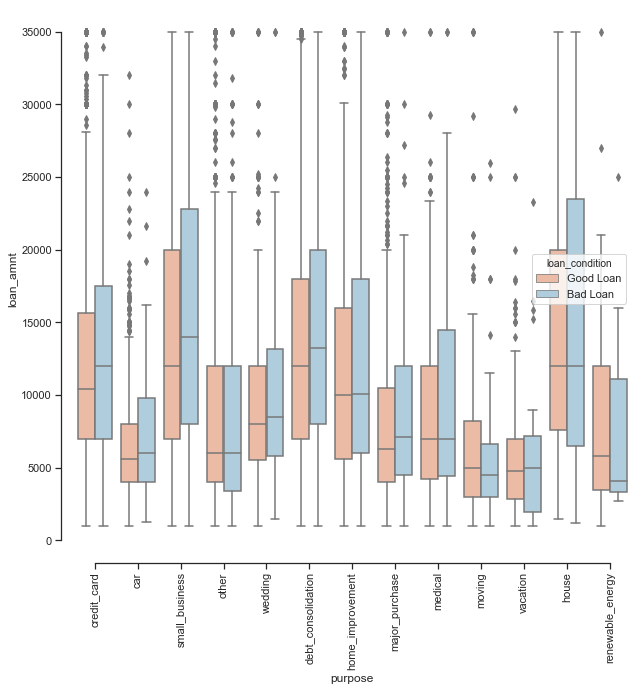 35000
30000
25000
20000
15000
10000
5000
0
loan_amnt
loan_condition
Good Loan
Bad Loan
credit_card
car
small_business
other
wedding
debt_consolidation
home_improvement
major_purchase
medical
moving
vacation
house
renewable_energy
purpose